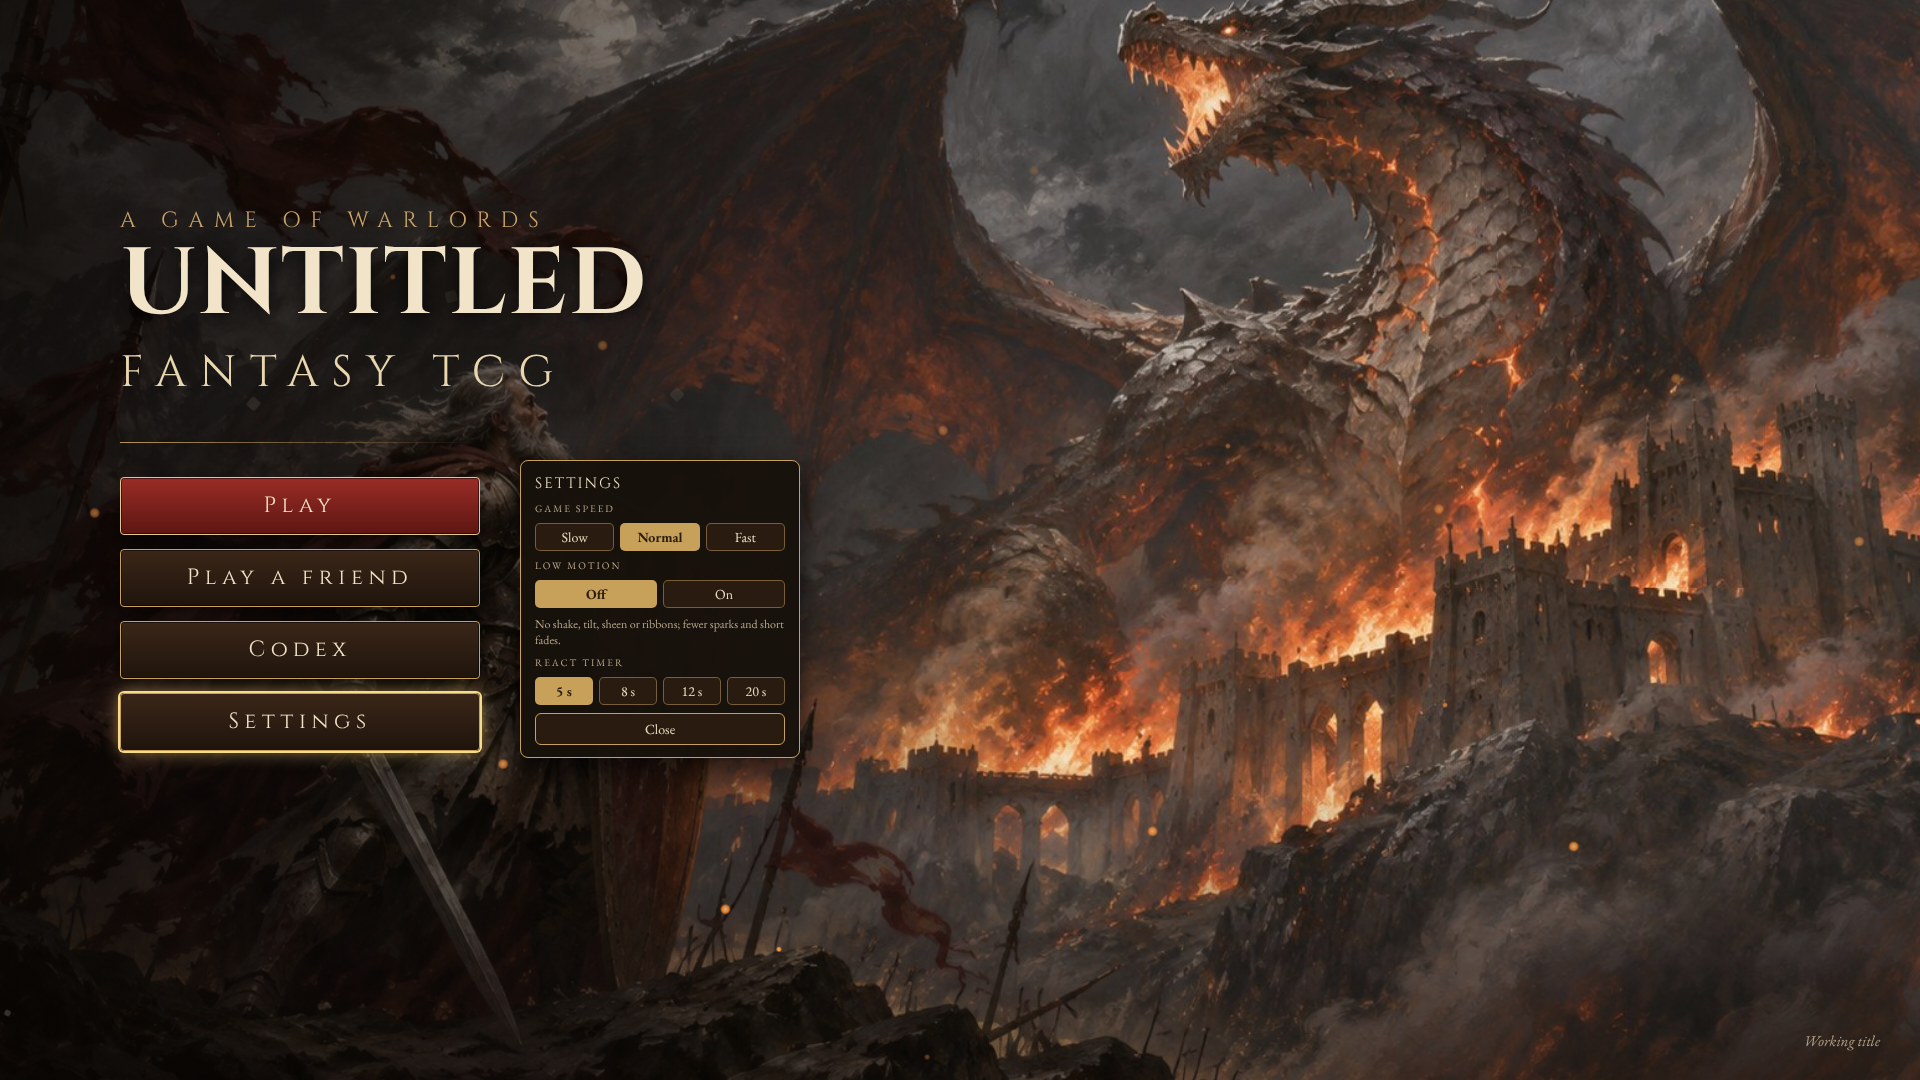 A GAME OF WARLORDS
UNTITLED
FANTASY TCG
PLAY
PLAY A FRIEND
CODEX
SETTINGS
SETTINGS
GAME SPEED
Slow Normal Fast
LOW MOTION
Off On
No shake, tilt, sheen or ribbons; fewer sparks and short
fades.
REACT TIMER
5 s 8 s 12 s 20 s
Close
Working title